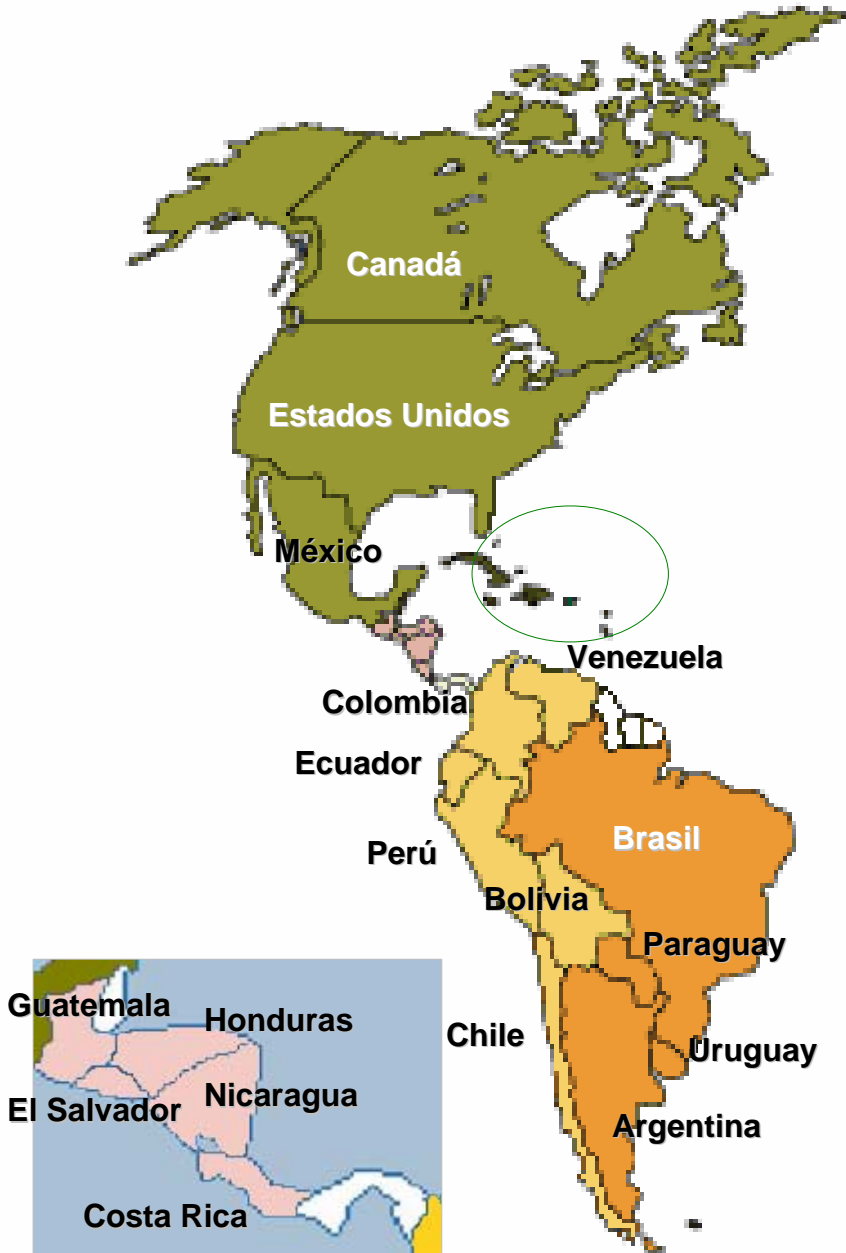 Canadá
Estados Unidos
México
Venezuela
Colombia
Ecuador
Brasil
Perú
Bolivia
Paraguay
Guatemala
Honduras
Chile
Uruguay
El Salvador
Nicaragua
Argentina
Costa Rica